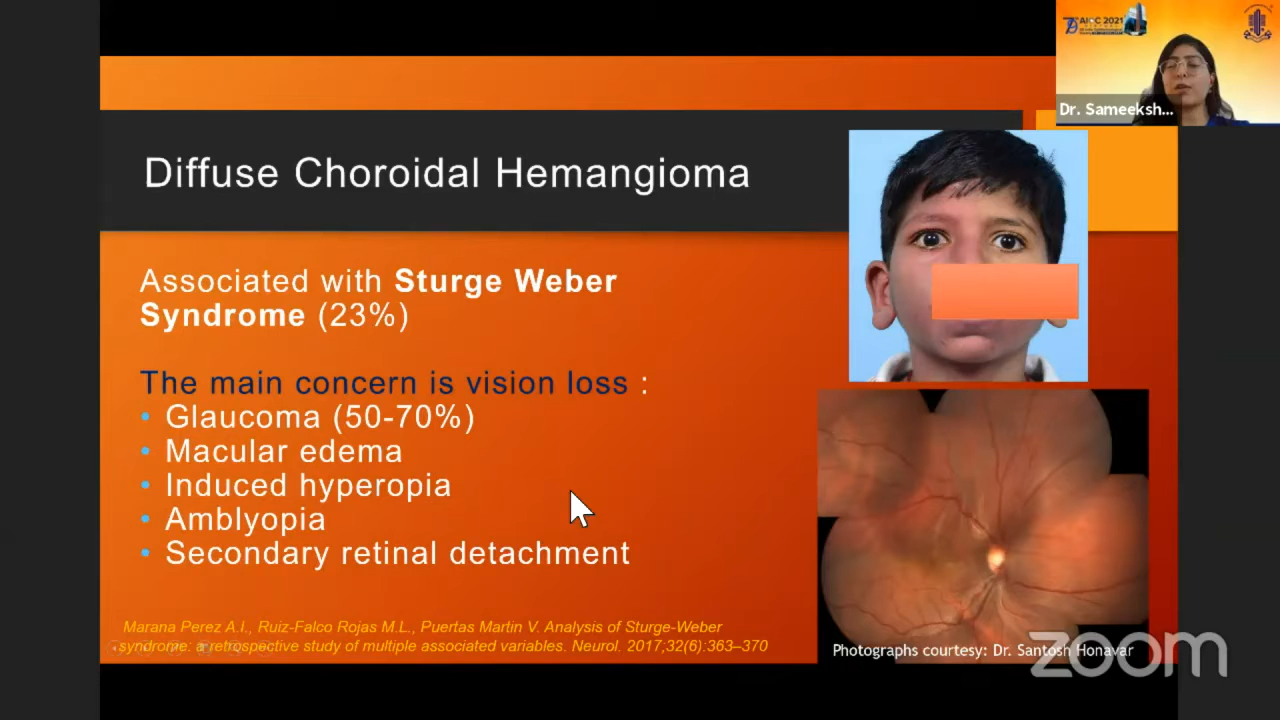 AIOC 2021
Dr. Sameeksh...
Diffuse Choroidal Hemangioma
Associated with Sturge Weber
Syndrome (23%)
The main concern is vision loss :
• Glaucoma (50-70%)
• Macular edema
• Induced hyperopia
• Amblyopia
• Secondary retinal detachment
Marana Perez A.I., Ruiz-Falco Rojas M.L., Puertas Martin V. Analysis of Sturge-Weber
syndrome: a retrospective study of multiple associated variables. Neurol. 2017;32(6):363–370
Photographs courtesy: Dr. Santosh Honavar
zoom